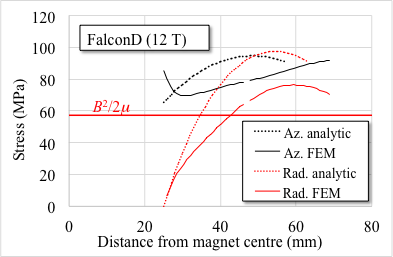 120
100
80
60
40
20
0
Stress (MPa)
FalconD (12 T)
B²/2μ
Az. analytic
Az. FEM
Rad. analytic
Rad. FEM
0 20 40 60 80
Distance from magnet centre (mm)